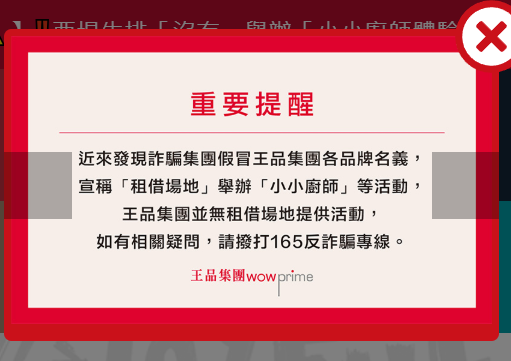 重要提醒
近來發現詐騙集團假冒王品集團各品牌名義，
宣稱「租借場地」舉辦「小小廚師」等活動，
王品集團並無租借場地提供活動，
如有相關疑問，請撥打165反詐騙專線。
王品集團wowprime